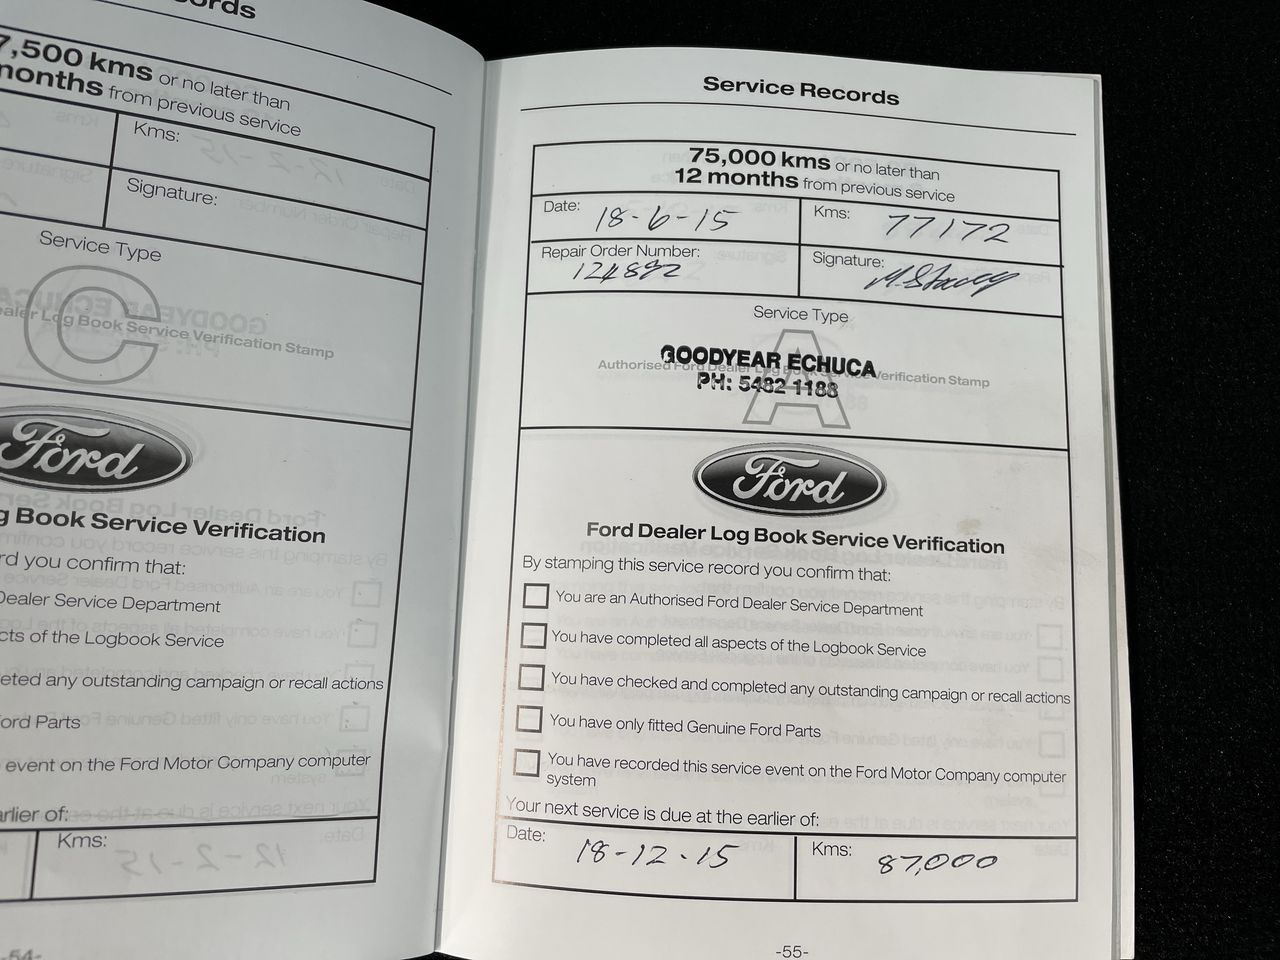 ords
7,500 kms or no later than
months from previous service
Kms:
Signature:
Service Type
C
ealer Log Book Service Verification Stamp
Ford
g Book Service Verification
rd you confirm that:
Dealer Service Department
cts of the Logbook Service
eted any outstanding campaign or recall actions
ord Parts
event on the Ford Motor Company computer
arlier of:
Kms:
-54-
Service Records
75,000 kms or no later than
12 months from previous service
Date: 18-6-15
Kms: 77172
Repair Order Number:
124892
Signature:
Service Type
A
GOODYEAR ECHUCA
Authorised Ford Dealer Log Book Service Verification Stamp
PH: 5482 1188
Ford
Ford Dealer Log Book Service Verification
By stamping this service record you confirm that:
You are an Authorised Ford Dealer Service Department
You have completed all aspects of the Logbook Service
You have checked and completed any outstanding campaign or recall actions
You have only fitted Genuine Ford Parts
You have recorded this service event on the Ford Motor Company computer
system
Your next service is due at the earlier of:
Date: 18-12-15
Kms: 87,000
-55-